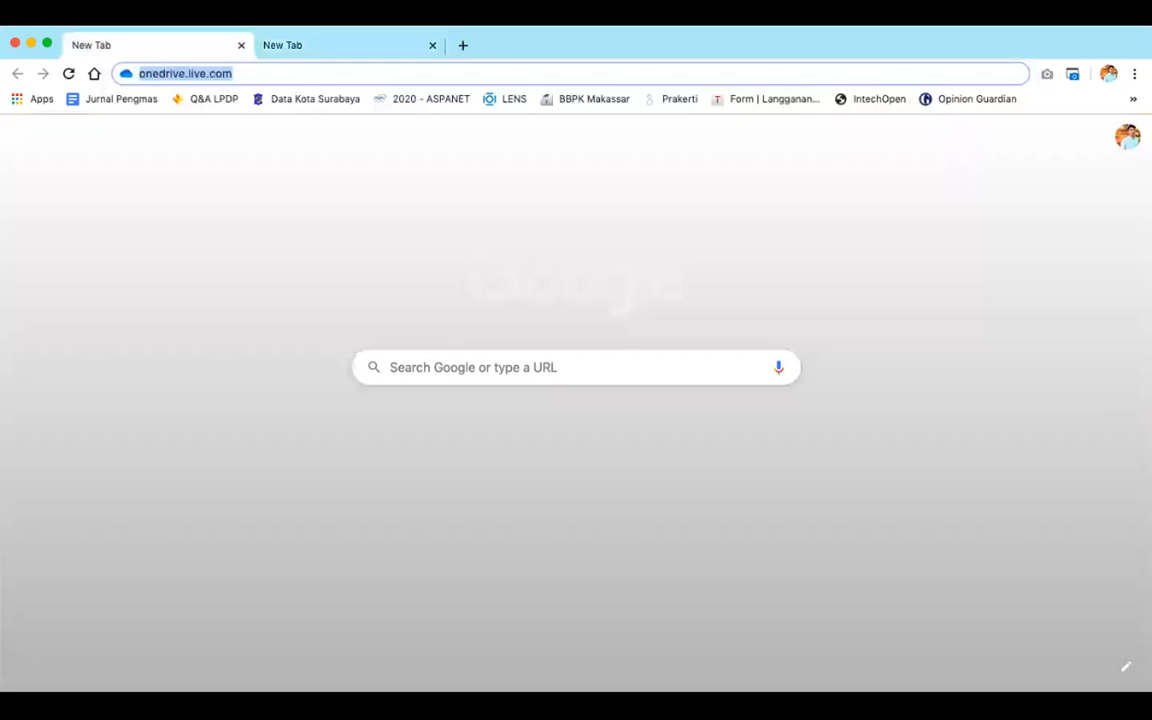 New Tab New Tab
onedrive.live.com
Apps Jurnal Pengmas Q&A LPDP Data Kota Surabaya 2020 - ASPANET LENS BBPK Makassar Prakerti Form | Langganan... IntechOpen Opinion Guardian »
Google
Search Google or type a URL